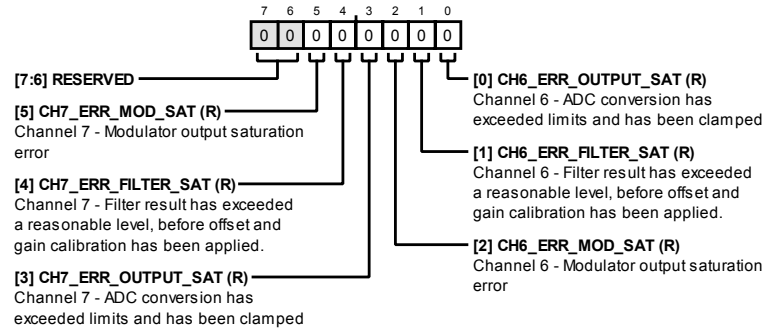 7 6 5 4 3 2 1 0
0 0 0 0 0 0 0 0
[7:6] RESERVED
[5] CH7_ERR_MOD_SAT (R)
Channel 7 - Modulator output saturation
error
[4] CH7_ERR_FILTER_SAT (R)
Channel 7 - Filter result has exceeded
a reasonable level, before offset and
gain calibration has been applied.
[3] CH7_ERR_OUTPUT_SAT (R)
Channel 7 - ADC conversion has
exceeded limits and has been clamped
[0] CH6_ERR_OUTPUT_SAT (R)
Channel 6 - ADC conversion has
exceeded limits and has been clamped
[1] CH6_ERR_FILTER_SAT (R)
Channel 6 - Filter result has exceeded
a reasonable level, before offset and
gain calibration has been applied.
[2] CH6_ERR_MOD_SAT (R)
Channel 6 - Modulator output saturation
error